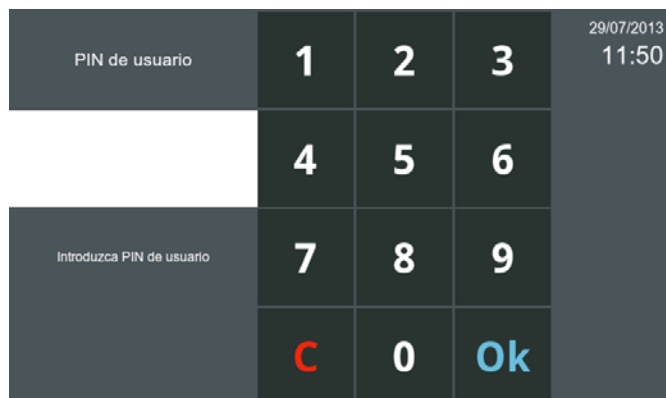 PIN de usuario
1 2 3
29/07/2013
11:50
4 5 6
Introduzca PIN de usuario
7 8 9
C 0 Ok